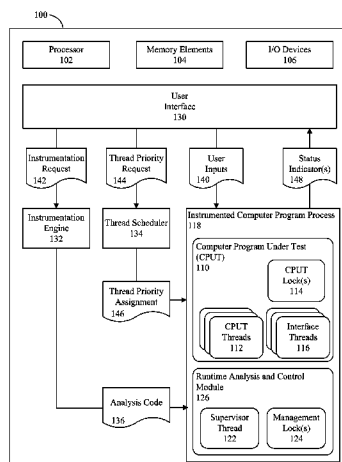 100
Processor
102
Memory Elements
104
I/O Devices
106
User
Interface
130
Instrumentation
Request
142
Thread Priority
Request
144
User
Inputs
140
Status
Indicator(s)
148
Instrumentation
Engine
132
Thread Scheduler
134
Instrumented Computer Program Process
118
Computer Program Under Test
(CPUT)
110
CPUT
Lock(s)
114
Thread Priority
Assignment
146
CPUT
Threads
112
Interface
Threads
116
Runtime Analysis and Control
Module
126
Analysis Code
136
Supervisor
Thread
122
Management
Lock(s)
124